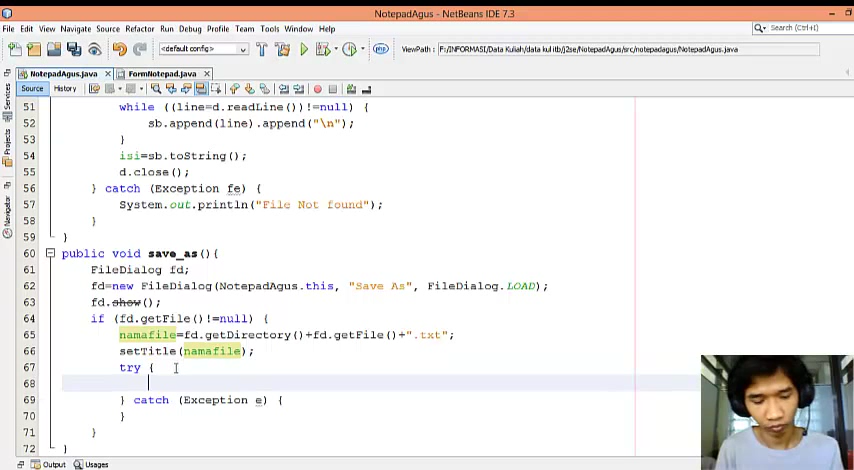 NotepadAgus - NetBeans IDE 7.3
File Edit View Navigate Source Refactor Run Debug Profile Team Tools Window Help
Search (Ctrl+I)
<default config>
php
ViewPath:
F:/INFORMASI/Data Kuliah/data kul itb/j2se/NotepadAgus/src/notepadagus/NotepadAgus.java
NotepadAgus.java FormNotepad.java
Source History
Services
Projects
Navigator
51 while ((line=d.readLine())!=null) {
52 sb.append(line).append("\n");
53 }
54 isi=sb.toString();
55 d.close();
56 } catch (Exception fe) {
57 System.out.println("File Not found");
58 }
59 }
60 public void save_as(){
61 FileDialog fd;
62 fd=new FileDialog(NotepadAgus.this, "Save As", FileDialog.LOAD);
63 fd.show();
64 if (fd.getFile()!=null) {
65 namafile=fd.getDirectory()+fd.getFile()+".txt";
66 setTitle(namafile);
67 try {
68
69 } catch (Exception e) {
70 }
71 }
72 }
Output Usages